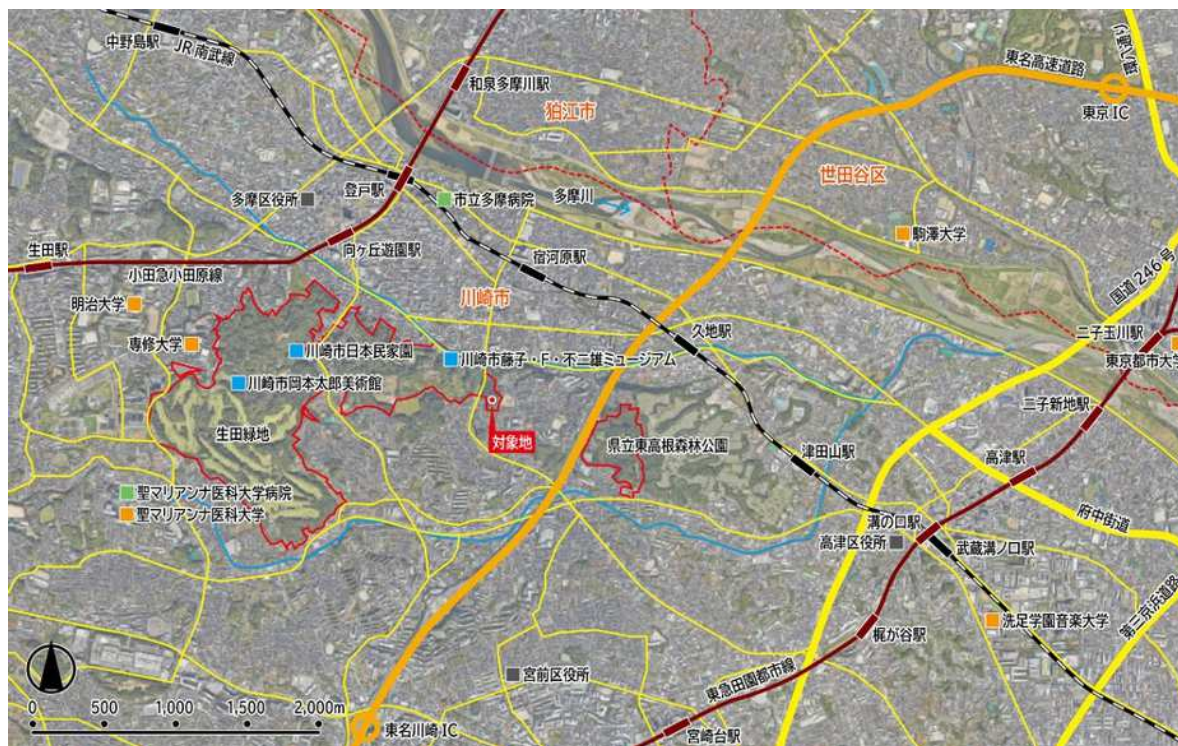 中野島駅
JR南武線
和泉多摩川駅
狛江市
東名高速道路
環八通り
東京IC
世田谷区
多摩区役所
登戸駅
市立多摩病院
多摩川
駒澤大学
生田駅
向ヶ丘遊園駅
小田急小田原線
宿河原駅
国道246号
明治大学
川崎市
専修大学
川崎市日本民家園
川崎市藤子・F・不二雄ミュージアム
久地駅
二子玉川駅
東京都市大学
川崎市岡本太郎美術館
二子新地駅
生田緑地
対象地
県立東高根森林公園
津田山駅
高津駅
聖マリアンナ医科大学病院
聖マリアンナ医科大学
府中街道
溝の口駅
高津区役所
武蔵溝ノ口駅
第三京浜道路
洗足学園音楽大学
梶が谷駅
宮前区役所
東急田園都市線
0 500 1,000 1,500 2,000m
東名川崎IC
宮崎台駅